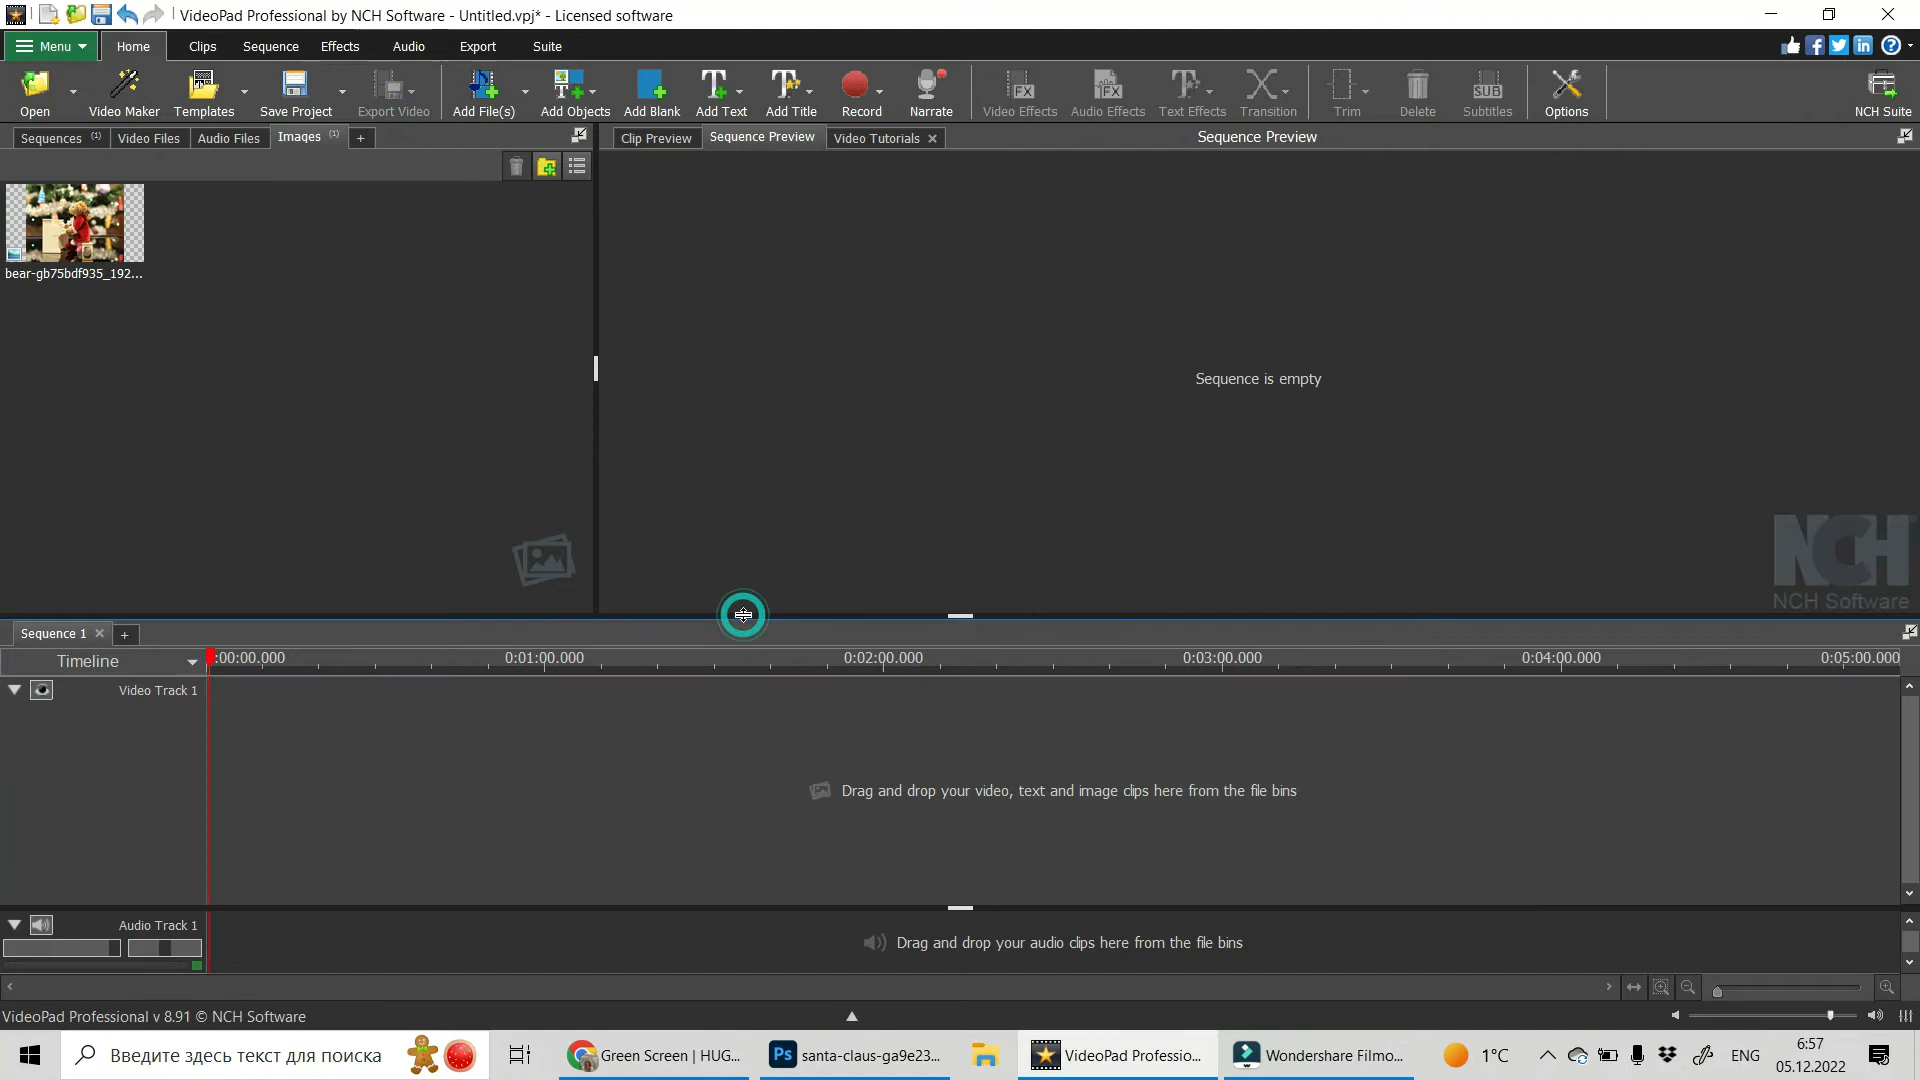 VideoPad Professional by NCH Software - Untitled.vpj* - Licensed software
Menu Home Clips Sequence Effects Audio Export Suite
Open Video Maker Templates Save Project Export Video Add File(s) Add Objects Add Blank Add Text Add Title Record Narrate Video Effects Audio Effects Text Effects Transition Trim Delete Subtitles Options NCH Suite
Sequences (1) Video Files Audio Files Images (1) + Clip Preview Sequence Preview Video Tutorials Sequence Preview
bear-gb75bdf935_192...
Sequence is empty
NCH
NCH Software
Sequence 1
Timeline :00:00.000 0:01:00.000 0:02:00.000 0:03:00.000 0:04:00.000 0:05:00.000
Video Track 1
Drag and drop your video, text and image clips here from the file bins
Audio Track 1
Drag and drop your audio clips here from the file bins
VideoPad Professional v 8.91 © NCH Software
Введите здесь текст для поиска Green Screen | HUG... Ps santa-claus-ga9e23... VideoPad Professio... Wondershare Filmo... 1°C ENG 6:57
05.12.2022